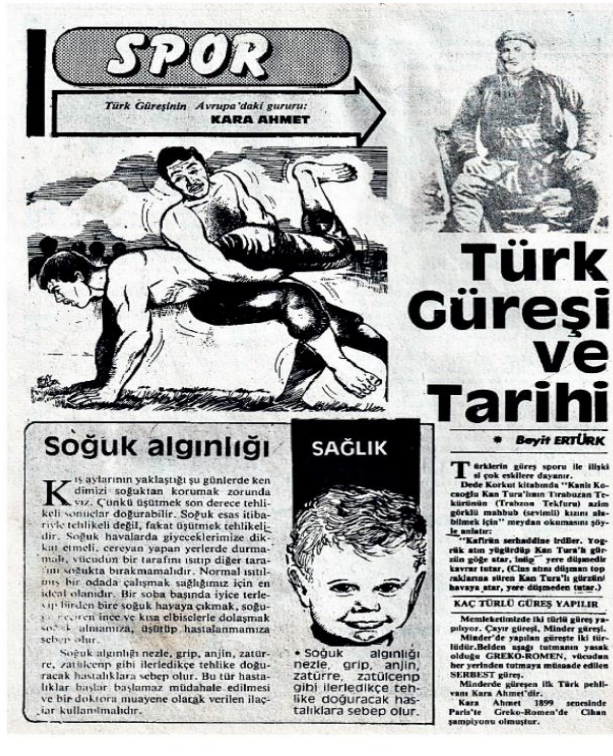 SPOR
Türk Güreşinin Avrupa'daki gururu:
KARA AHMET
Türk
Güreşi
ve
Tarihi
• Beyit ERTÜRK
Türklerin güreş sporu ile ilişki
si çok eskilere dayanır.
Dede Korkut kitabında "Kanlı Ko-
caoğlu Kan Tura'lının Tırabuzan Te-
kürünün (Trabzon Tekfuru) azim
görklü mahbub (sevimli) kızını ala-
bilmek için" meydan okumasını şöy-
le anlatır:
"Kafirün serhaddine irdiler. Yog-
rük atın yügürdüp Kan Tura'lı gür-
zün göğe atar, inüp yere düşmedir
kavrar tutar, (Clus atını düşman top
raklarına süren Kan Tura'lı gürzünü
havaya atar, yere düşmeden tutar.)
KAÇ TÜRLÜ GÜREŞ YAPILIR
Memleketimizde iki türlü güreş ya-
pılıyor. Çayır güreşi, Minder güreşi.
Minder'de yapılan güreşte iki tür-
lüdür.Belden aşağı tutmanın yasak
olduğu GREKO-ROMEN, vücudun
her yerinden tutmaya müsaade edilen
SERBEST güreş.
Minderde güreşen ilk Türk pehli-
vanı Kara Ahmet'dir.
Kara Ahmet 1899 senesinde
Paris'te Greko-Romen'de Cihan
şampiyonu olmuştur.
Soğuk algınlığı
Kış aylarının yaklaştığı şu günlerde ken
dimizi soğuktan korumak zorunda
yız. Çünkü üşütmek son derece tehli-
keli sonuçlar doğurabilir. Soğuk esas itiba-
riyle tehlikeli değil, fakat üşütmek tehlikeli-
dir. Soğuk havalarda giyeceklerimize dik-
kat etmeli, cereyan yapan yerlerde durma-
malı, vücudun bir tarafını ısıtıp diğer tara-
fını soğukta bırakmamalıdır. Normal ısıtıl-
mış bir odada çalışmak sağlığımız için en
ideal olanıdır. Bir soba başında iyice terle-
yip birden bire soğuk havaya çıkmak, soğu-
ğu geçiren ince ve kısa elbiselerle dolaşmak
soğuk almamıza, üşütüp hastalanmamıza
sebep olur.
Soğuk algınlığı nezle, grip, anjin, zatür-
re, zatülcenp gibi ilerledikçe tehlike doğu-
racak hastalıklara sebep olur. Bu tür hasta-
lıklar başlar başlamaz müdahale edilmesi
ve bir doktora muayene olarak verilen ilaç-
lar kullanılmalıdır.
SAĞLIK
• Soğuk algınlığı
nezle, grip, anjin,
zatürre, zatülcenp
gibi ilerledikçe teh-
like doğuracak has-
talıklara sebep olur.